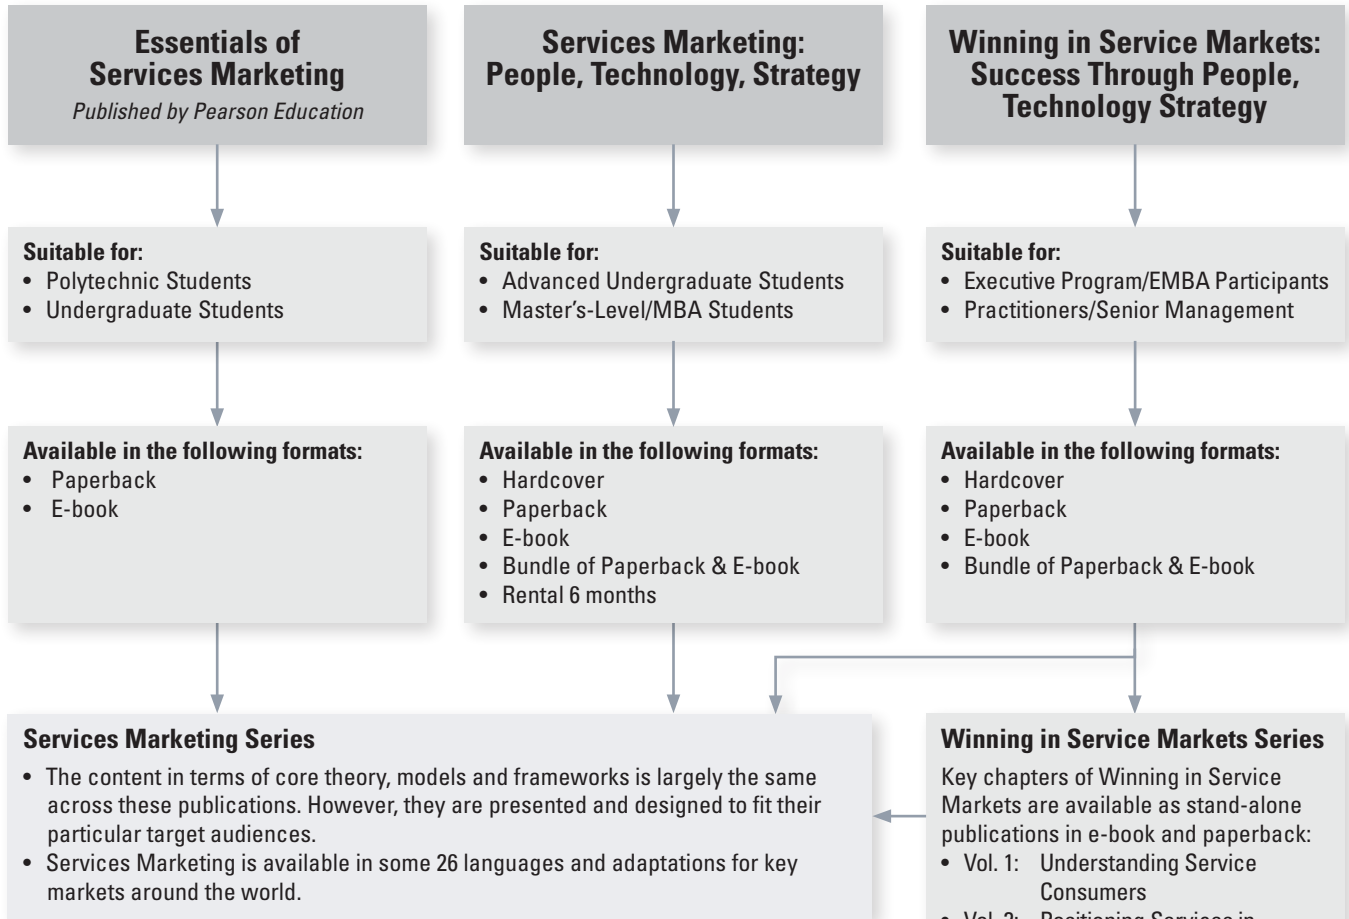 Essentials of
Services Marketing
Published by Pearson Education
Services Marketing:
People, Technology, Strategy
Winning in Service Markets:
Success Through People,
Technology Strategy
Suitable for:
• Polytechnic Students
• Undergraduate Students
Suitable for:
• Advanced Undergraduate Students
• Master’s-Level/MBA Students
Suitable for:
• Executive Program/EMBA Participants
• Practitioners/Senior Management
Available in the following formats:
• Paperback
• E-book
Available in the following formats:
• Hardcover
• Paperback
• E-book
• Bundle of Paperback & E-book
• Rental 6 months
Available in the following formats:
• Hardcover
• Paperback
• E-book
• Bundle of Paperback & E-book
Services Marketing Series
• The content in terms of core theory, models and frameworks is largely the same
across these publications. However, they are presented and designed to fit their
particular target audiences.
• Services Marketing is available in some 26 languages and adaptations for key
markets around the world.
Winning in Service Markets Series
Key chapters of Winning in Service
Markets are available as stand-alone
publications in e-book and paperback:
• Vol. 1: Understanding Service
Consumers
• Vol. 2: Positioning Services in